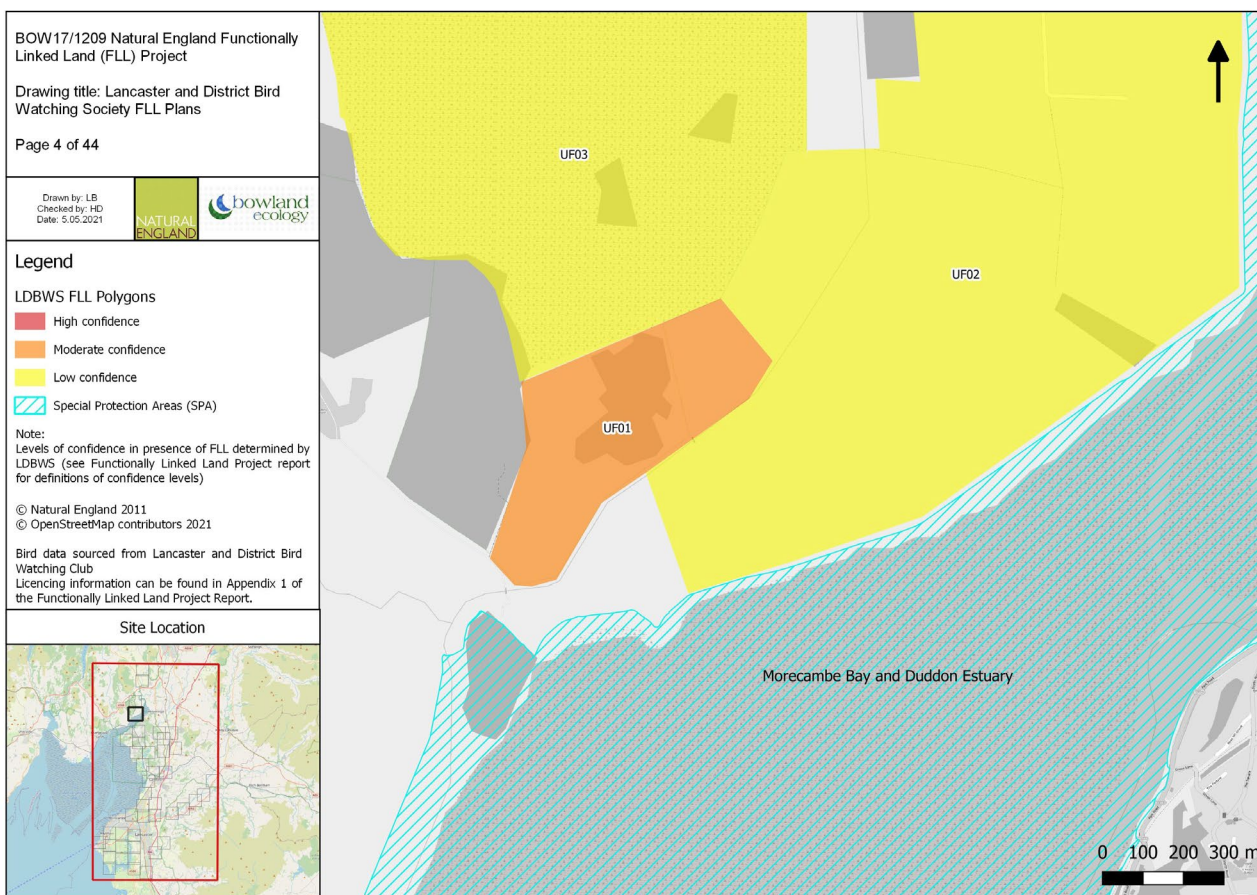 BOW17/1209 Natural England Functionally
Linked Land (FLL) Project
Drawing title: Lancaster and District Bird
Watching Society FLL Plans
Page 4 of 44
Drawn by: LB
Checked by: HD
Date: 5.05.2021
NATURAL
ENGLAND
bowland
ecology
Legend
LDBWS FLL Polygons
High confidence
Moderate confidence
Low confidence
Special Protection Areas (SPA)
Note:
Levels of confidence in presence of FLL determined by
LDBWS (see Functionally Linked Land Project report
for definitions of confidence levels)
© Natural England 2011
© OpenStreetMap contributors 2021
Bird data sourced from Lancaster and District Bird
Watching Club
Licencing information can be found in Appendix 1 of
the Functionally Linked Land Project Report.
Site Location
UF03
UF02
UF01
Morecambe Bay and Duddon Estuary
0 100 200 300 m